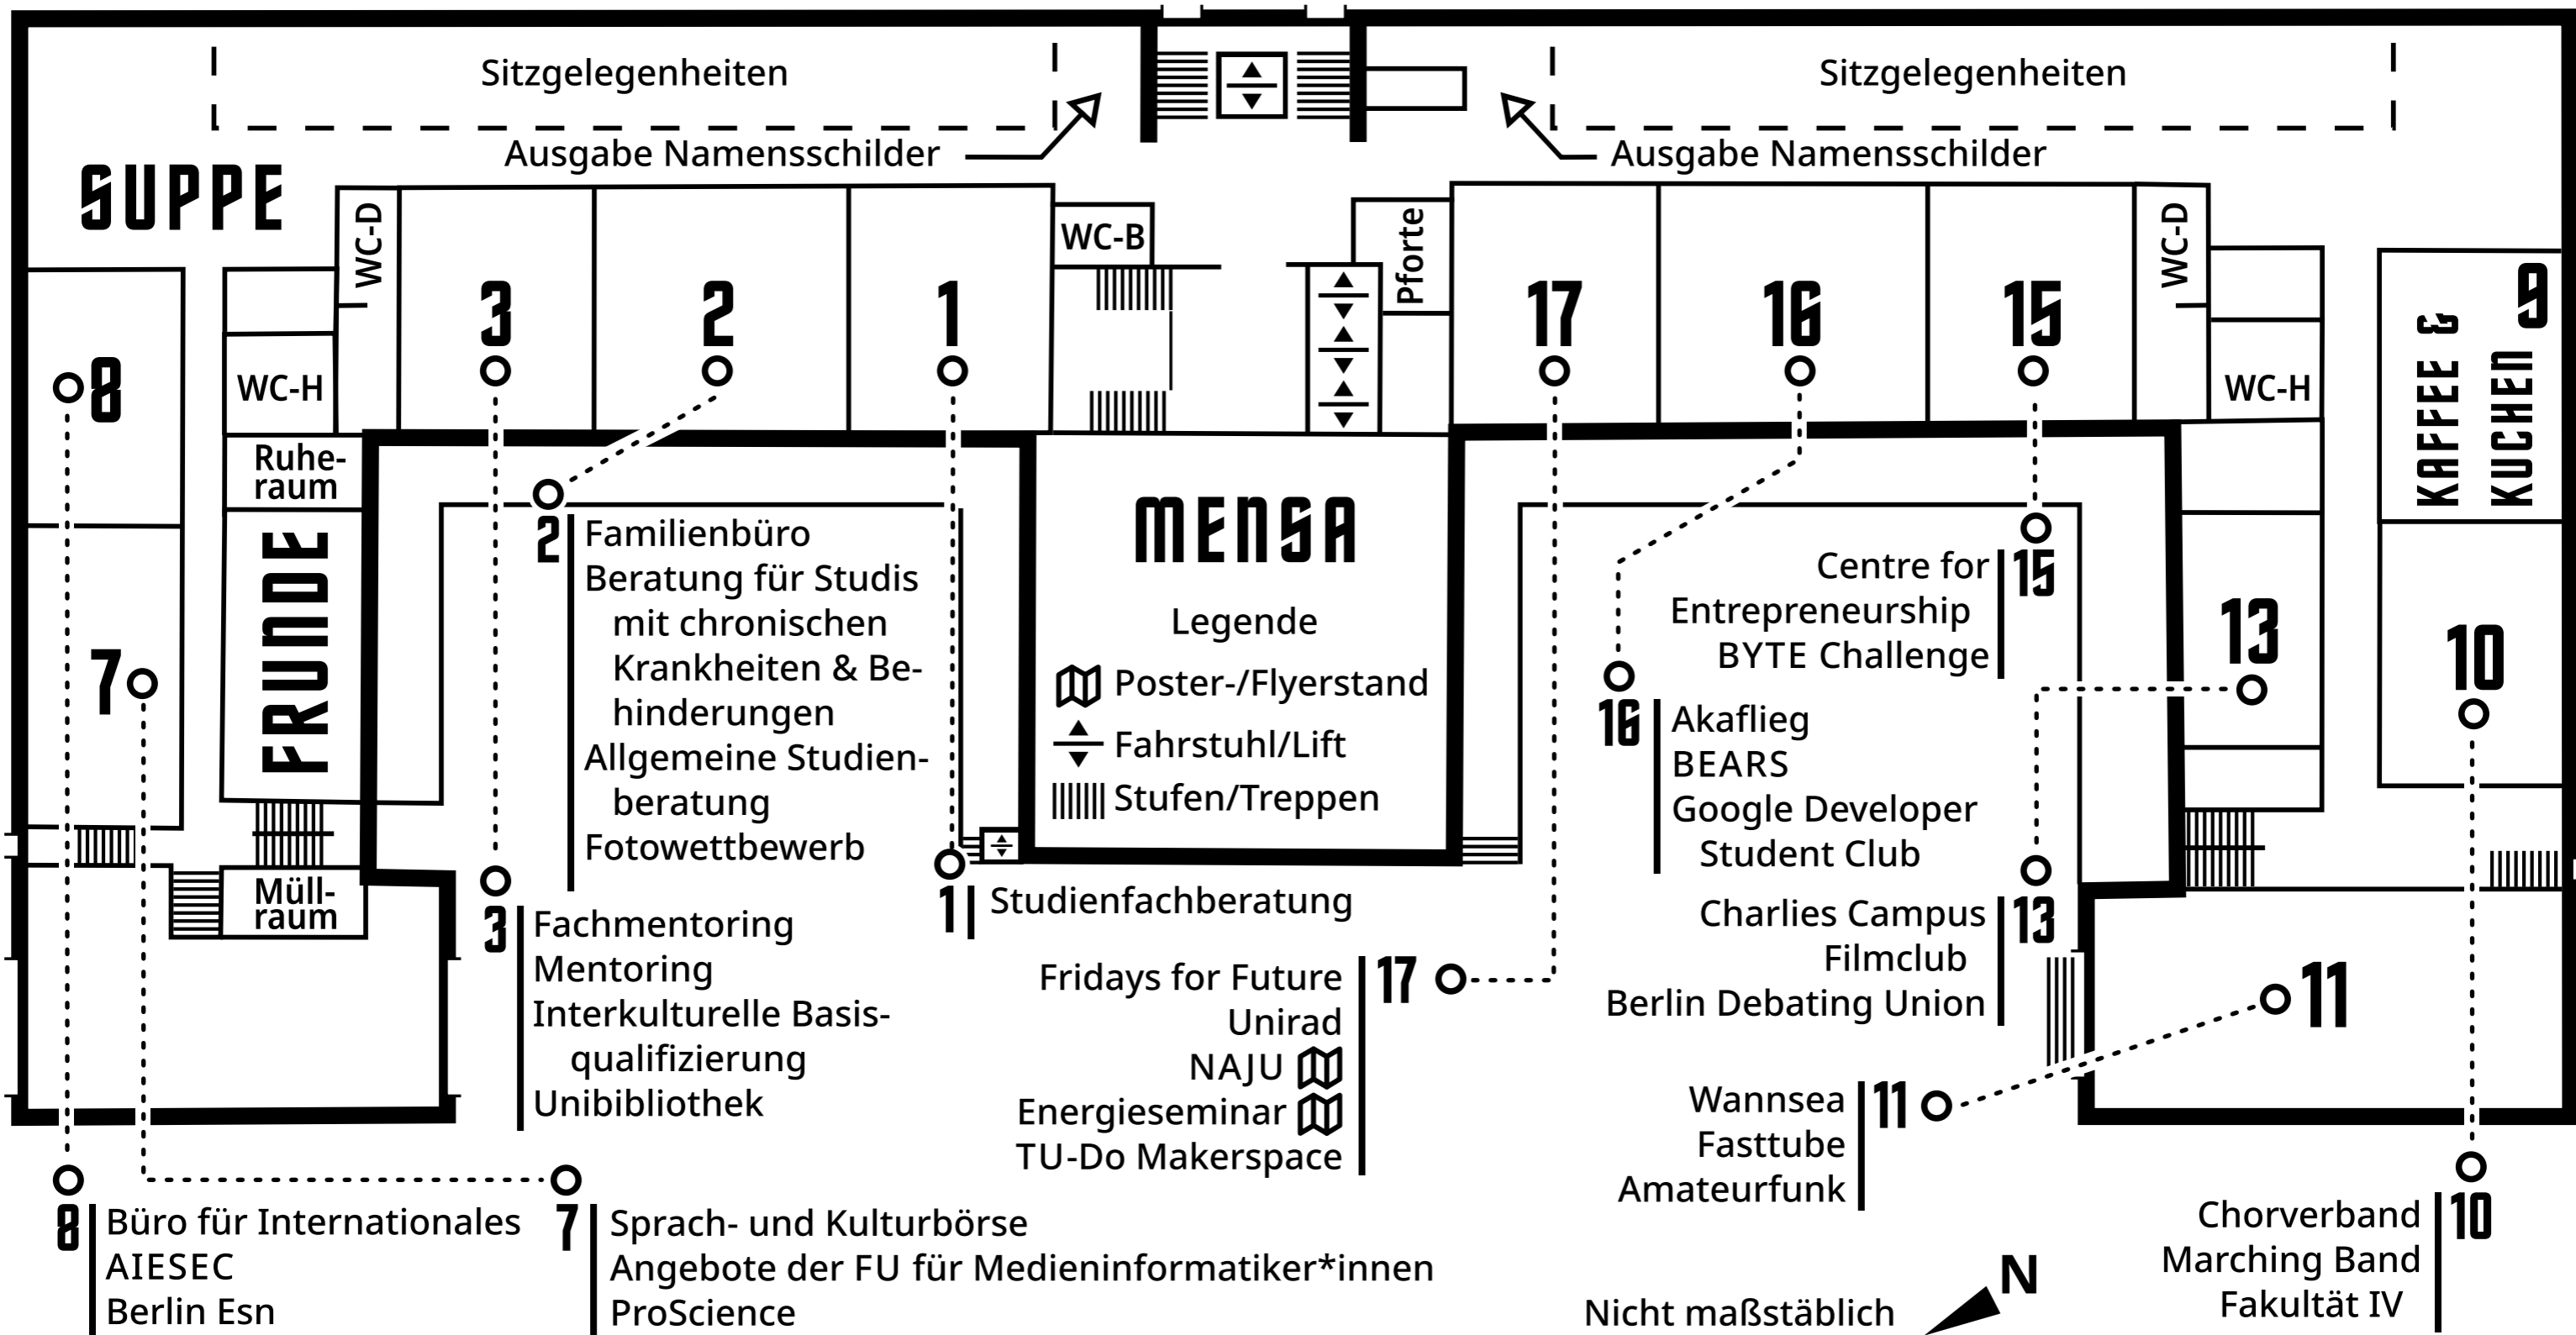 Sitzgelegenheiten
Sitzgelegenheiten
Ausgabe Namensschilder
Ausgabe Namensschilder
SUPPE
WC-D
3
2
1
WC-B
Pforte
17
16
15
WC-D
KAFFEE &
KUCHEN
9
8
WC-H
WC-H
Ruhe-
raum
FRUNDE
7
Müll-
raum
MENSA
Legende
Poster-/Flyerstand
Fahrstuhl/Lift
Stufen/Treppen
13
10
11
2
Familienbüro
Beratung für Studis
mit chronischen
Krankheiten & Be-
hinderungen
Allgemeine Studien-
beratung
Fotowettbewerb
15
Centre for
Entrepreneurship
BYTE Challenge
16
Akaflieg
BEARS
Google Developer
Student Club
3
Fachmentoring
Mentoring
Interkulturelle Basis-
qualifizierung
Unibibliothek
1
Studienfachberatung
17
Fridays for Future
Unirad
NAJU
Energieseminar
TU-Do Makerspace
13
Charlies Campus
Filmclub
Berlin Debating Union
11
Wannsea
Fasttube
Amateurfunk
8
Büro für Internationales
AIESEC
Berlin Esn
7
Sprach- und Kulturbörse
Angebote der FU für Medieninformatiker*innen
ProScience
10
Chorverband
Marching Band
Fakultät IV
Nicht maßstäblich
N